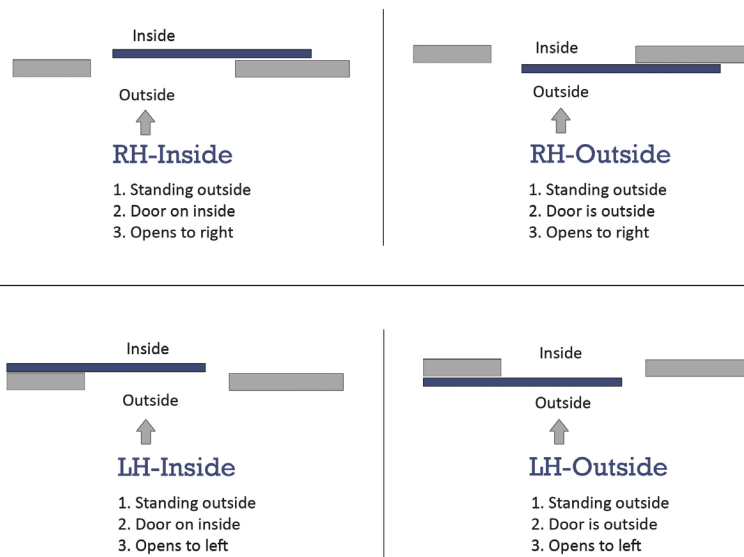 Inside
Outside
RH-Inside
1. Standing outside
2. Door on inside
3. Opens to right
Inside
Outside
RH-Outside
1. Standing outside
2. Door is outside
3. Opens to right
Inside
Outside
LH-Inside
1. Standing outside
2. Door on inside
3. Opens to left
Inside
Outside
LH-Outside
1. Standing outside
2. Door is outside
3. Opens to left